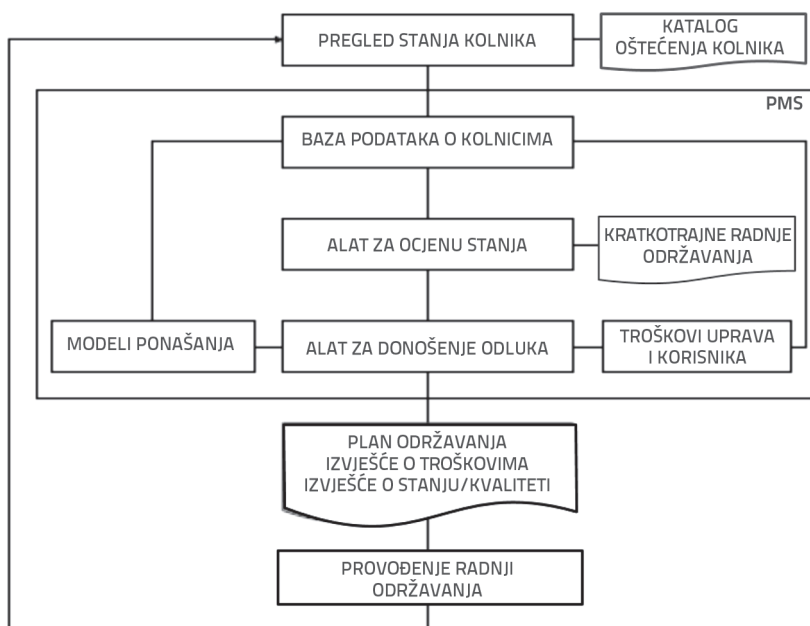 PREGLED STANJA KOLNIKA
KATALOG
OŠTEĆENJA KOLNIKA
PMS
BAZA PODATAKA O KOLNICIMA
ALAT ZA OCJENU STANJA
KRATKOTRAJNE RADNJE
ODRŽAVANJA
MODELI PONAŠANJA
ALAT ZA DONOŠENJE ODLUKA
TROŠKOVI UPRAVA
I KORISNIKA
PLAN ODRŽAVANJA
IZVJEŠĆE O TROŠKOVIMA
IZVJEŠĆE O STANJU/KVALITETI
PROVOĐENJE RADNJI
ODRŽAVANJA